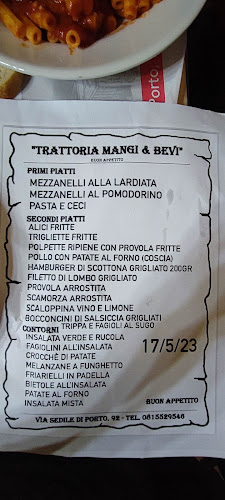 Porto
"TRATTORIA MANGI & BEVI"
BUON APPETITO
PRIMI PIATTI
MEZZANELLI ALLA LARDIATA
MEZZANELLI AL POMODORINO
PASTA E CECI
SECONDI PIATTI
ALICI FRITTE
TRIGLIETTE FRITTE
POLPETTE RIPIENE CON PROVOLA FRITTE
POLLO CON PATATE AL FORNO (COSCIA)
HAMBURGER DI SCOTTONA GRIGLIATO 200GR
FILETTO DI LOMBO GRIGLIATO
PROVOLA ARROSTITA
SCAMORZA ARROSTITA
SCALOPPINA VINO E LIMONE
BOCCONCINI DI SALSICCIA GRIGLIATI
TRIPPA E FAGIOLI AL SUGO
CONTORNI
INSALATA VERDE E RUCOLA
FAGIOLINI ALL'INSALATA
17/5/23
CROCCHÈ DI PATATE
MELANZANE A FUNGHETTO
FRIARIELLI IN PADELLA
BIETOLE ALL'INSALATA
PATATE AL FORNO
INSALATA MISTA
BUON APPETITO
VIA SEDILE DI PORTO, 92 - TEL. 0815529546